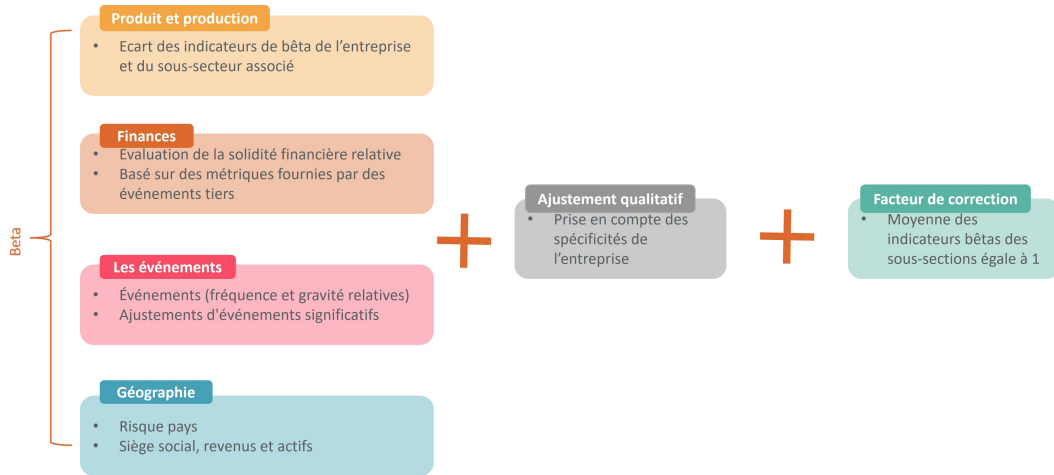 Beta
Produit et production
• Ecart des indicateurs de bêta de l'entreprise
et du sous-secteur associé
Finances
• Evaluation de la solidité financière relative
• Basé sur des métriques fournies par des
événements tiers
Les événements
• Événements (fréquence et gravité relatives)
• Ajustements d'événements significatifs
Géographie
• Risque pays
• Siège social, revenus et actifs
Ajustement qualitatif
• Prise en compte des
spécificités de
l'entreprise
Facteur de correction
• Moyenne des
indicateurs bêtas des
sous-sections égale à 1